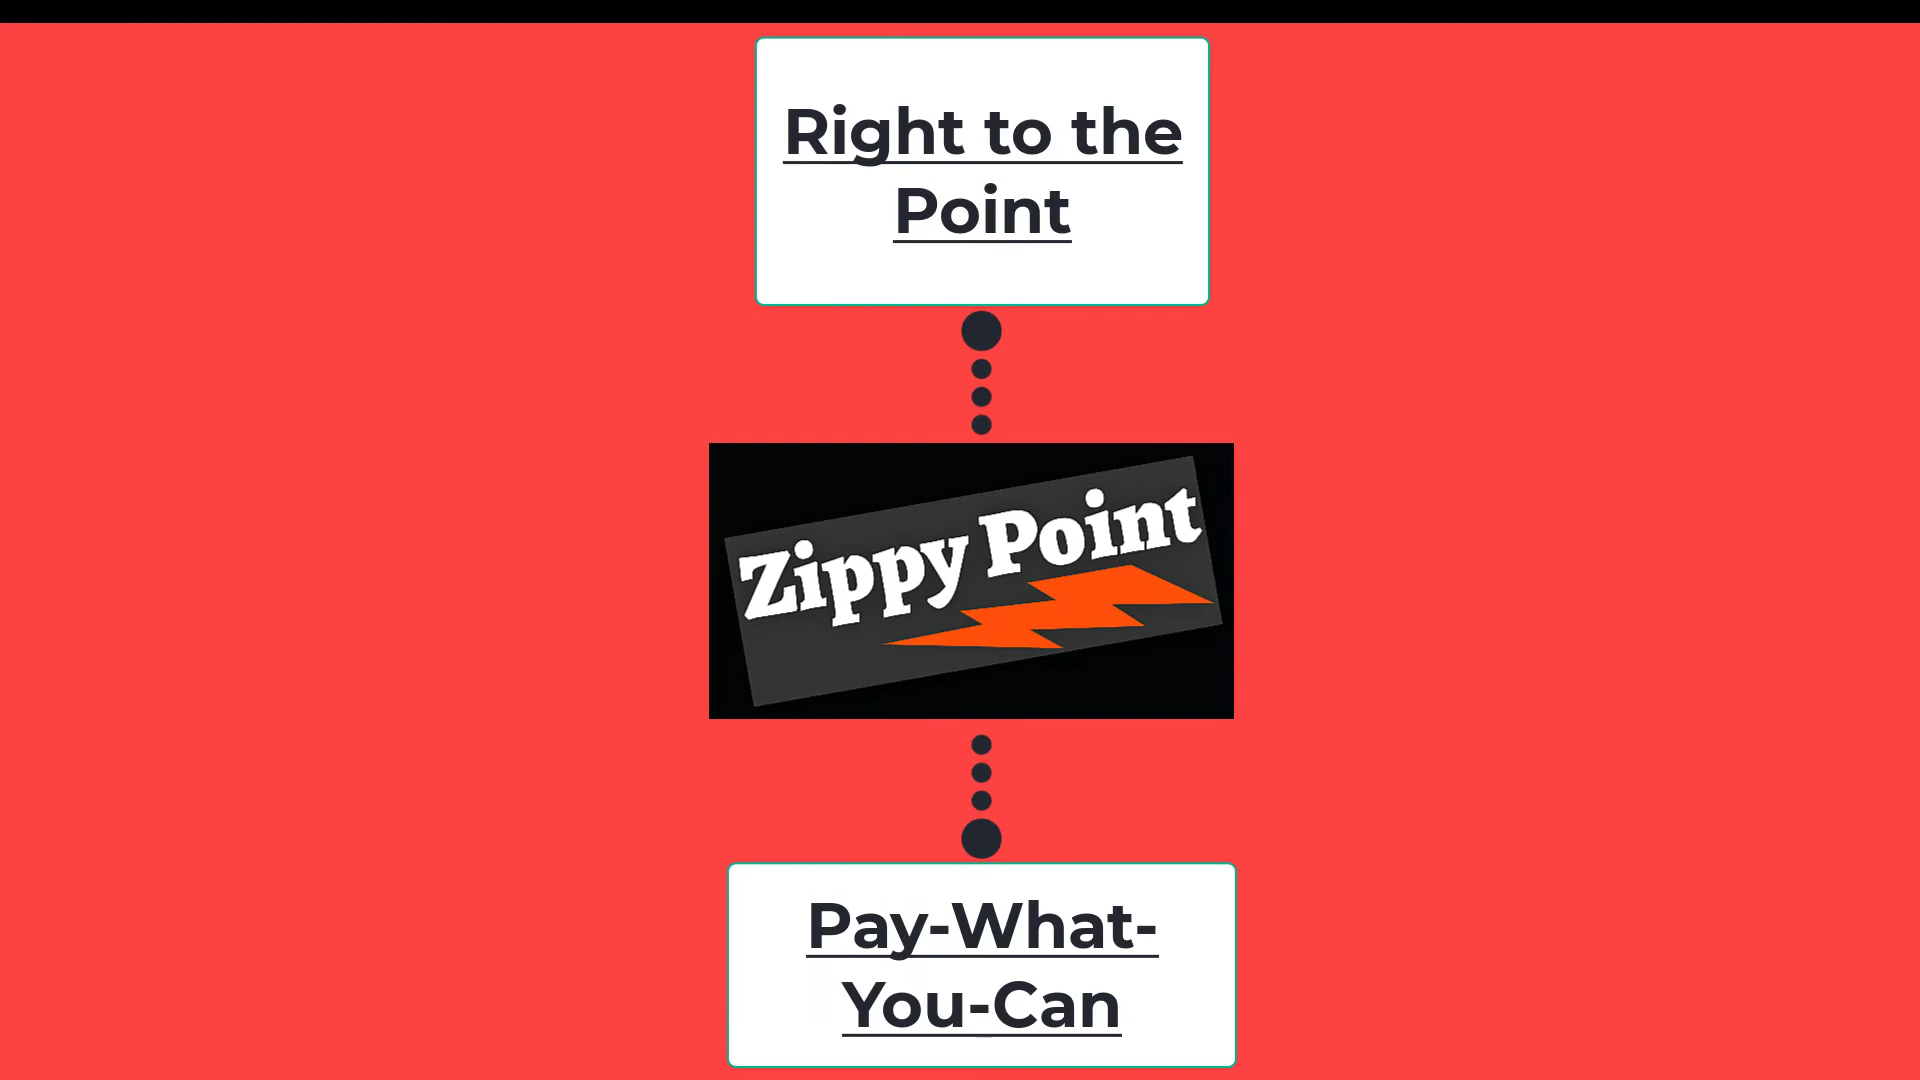 Right to the
Point
Zippy Point
Pay-What-
You-Can